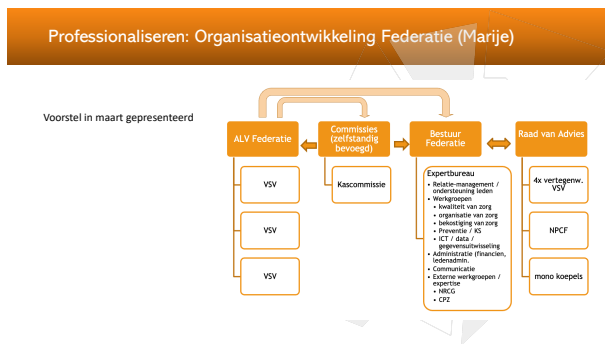 Professionaliseren: Organisatieontwikkeling Federatie (Marije)
Voorstel in maart gepresenteerd
ALV Federatie
VSV
VSV
VSV
Commissies
(zelfstandig
bevoegd)
Kascommissie
Bestuur
Federatie
Expertbureau
• Relatie-management /
ondersteuning leden
• Werkgroepen
• kwaliteit van zorg
• organisatie van zorg
• bekostiging van zorg
• Preventie / KS
• ICT / data /
gegevensuitwisseling
• Administratie (financien,
ledenadmin.
• Communicatie
• Externe werkgroepen /
expertise
• NRCG
• CPZ
Raad van Advies
4x vertegenw.
VSV
NPCF
mono koepels